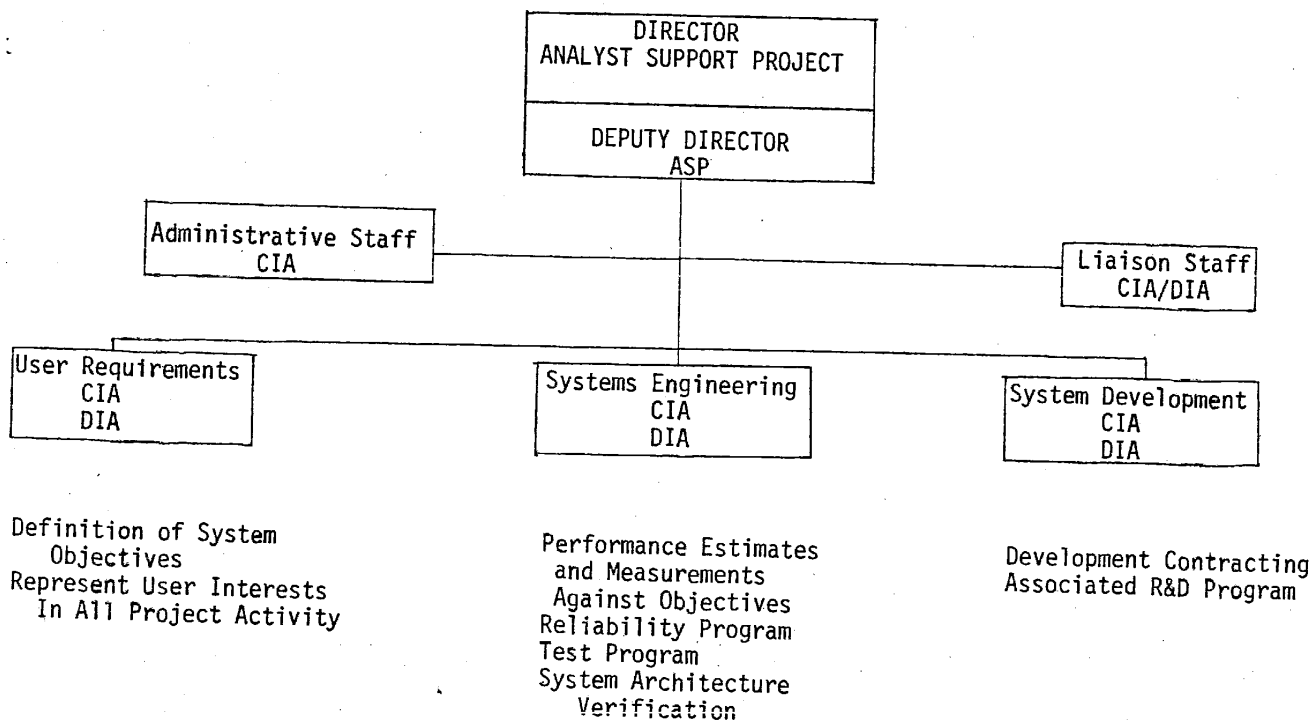 DIRECTOR
ANALYST SUPPORT PROJECT
DEPUTY DIRECTOR
ASP
Administrative Staff
CIA
Liaison Staff
CIA/DIA
User Requirements
CIA
DIA
Systems Engineering
CIA
DIA
System Development
CIA
DIA
Definition of System
Objectives
Represent User Interests
In All Project Activity
Performance Estimates
and Measurements
Against Objectives
Reliability Program
Test Program
System Architecture
Verification
Development Contracting
Associated R&D Program